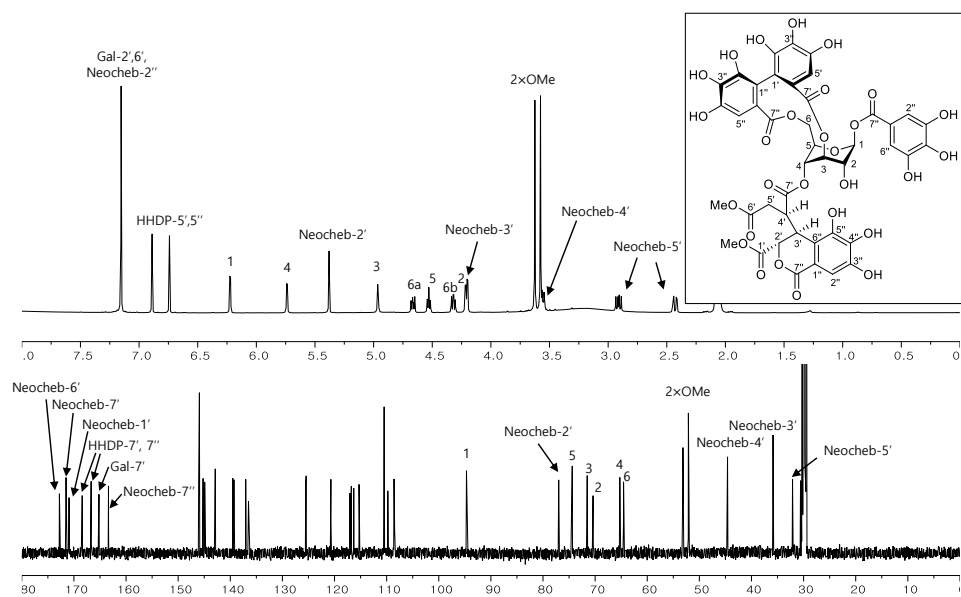 Gal-2′,6′,
Neocheb-2″
HHDP-5′,5″
1
4
Neocheb-2′
3
6a
5
6b
2
Neocheb-3′
2×OMe
Neocheb-4′
Neocheb-5′
.0 7.5 7.0 6.5 6.0 5.5 5.0 4.5 4.0 3.5 3.0 2.5 2.0 1.5 1.0 0.5 0
OH
HO 3″ OH
HO OH
HO 3″ 1′ 5′
HO 1″ 7′ O
5″ 7″ O 6 O 2″ OH
O 5 O O 7″ OH
4 O 1 6″ OH
3 2
O 7′ O OH
MeO 6′ 5′ H OH
O 4′ H 5″ OH
MeO 2′ 3′ 6″ 4″
1′ O 1″ 3″ OH
O 7″ 2″
O
Neocheb-6′
Neocheb-7′
Neocheb-1′
HHDP-7′, 7″
Gal-7′
Neocheb-7″
1
Neocheb-2′
5
3
2
4
6
2×OMe
Neocheb-4′
Neocheb-3′
Neocheb-5′
80 170 160 150 140 130 120 110 100 90 80 70 60 50 40 30 20 10 0